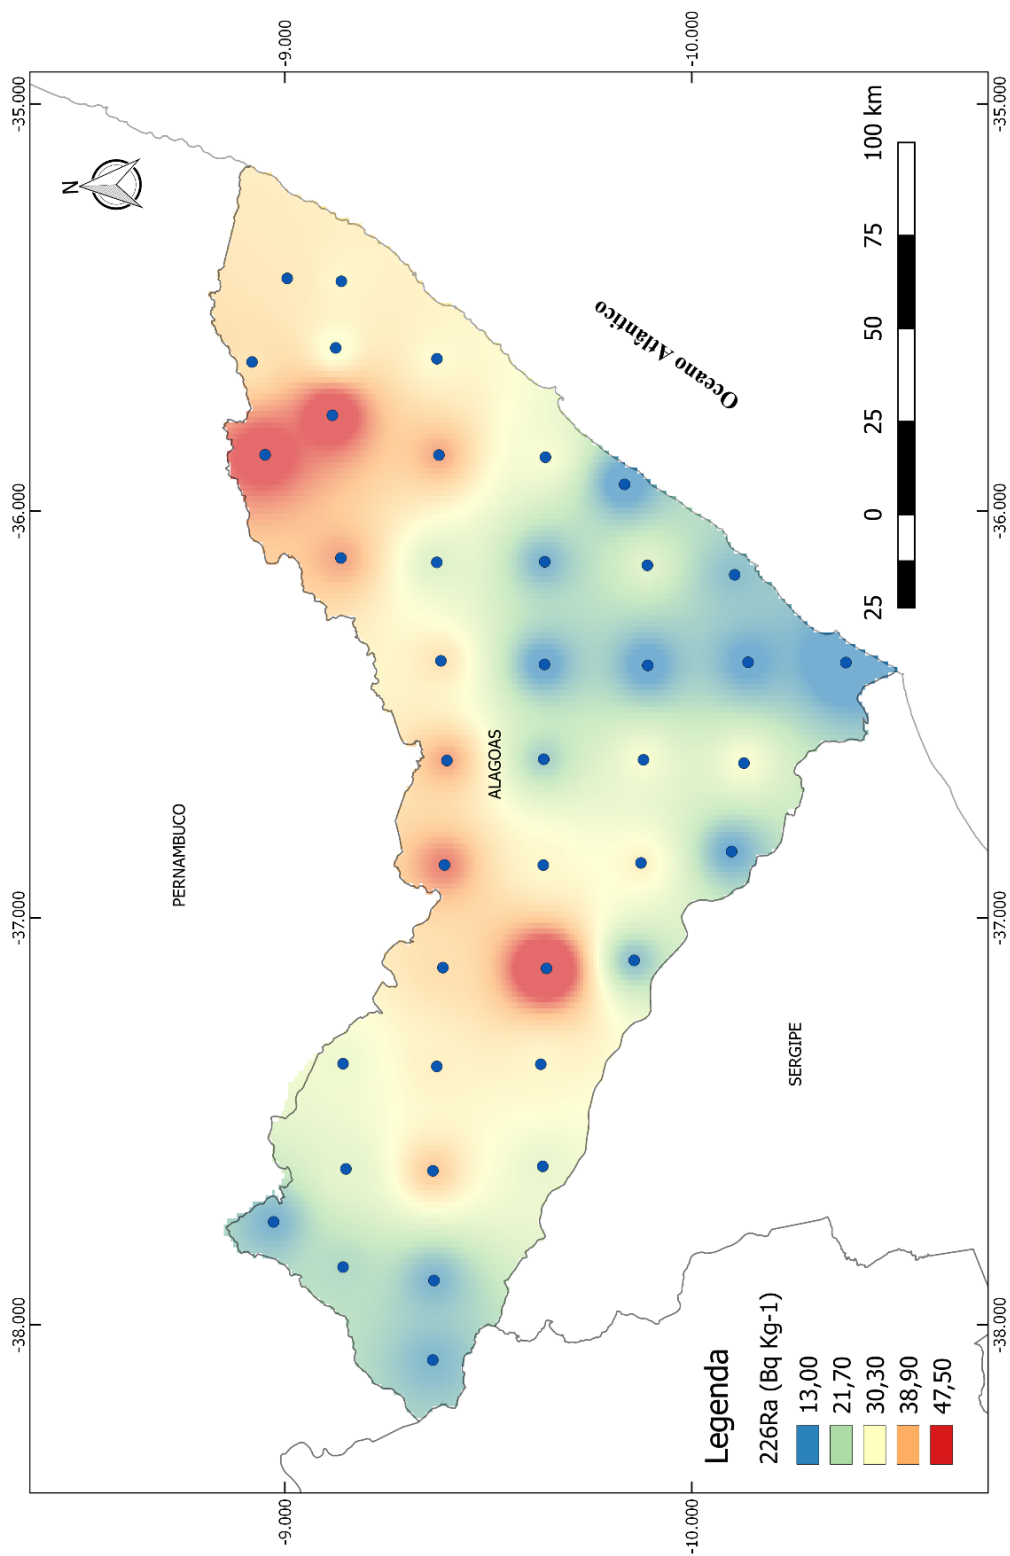 -38.000
-37.000
-36.000
-35.000
N
-9.000
-9.000
PERNAMBUCO
ALAGOAS
Oceano Atlântico
SERGIPE
-10.000
-10.000
Legenda
226Ra (Bq Kg-1)
13,00
21,70
30,30
38,90
47,50
25 0 25 50 75 100 km
-38.000
-37.000
-36.000
-35.000